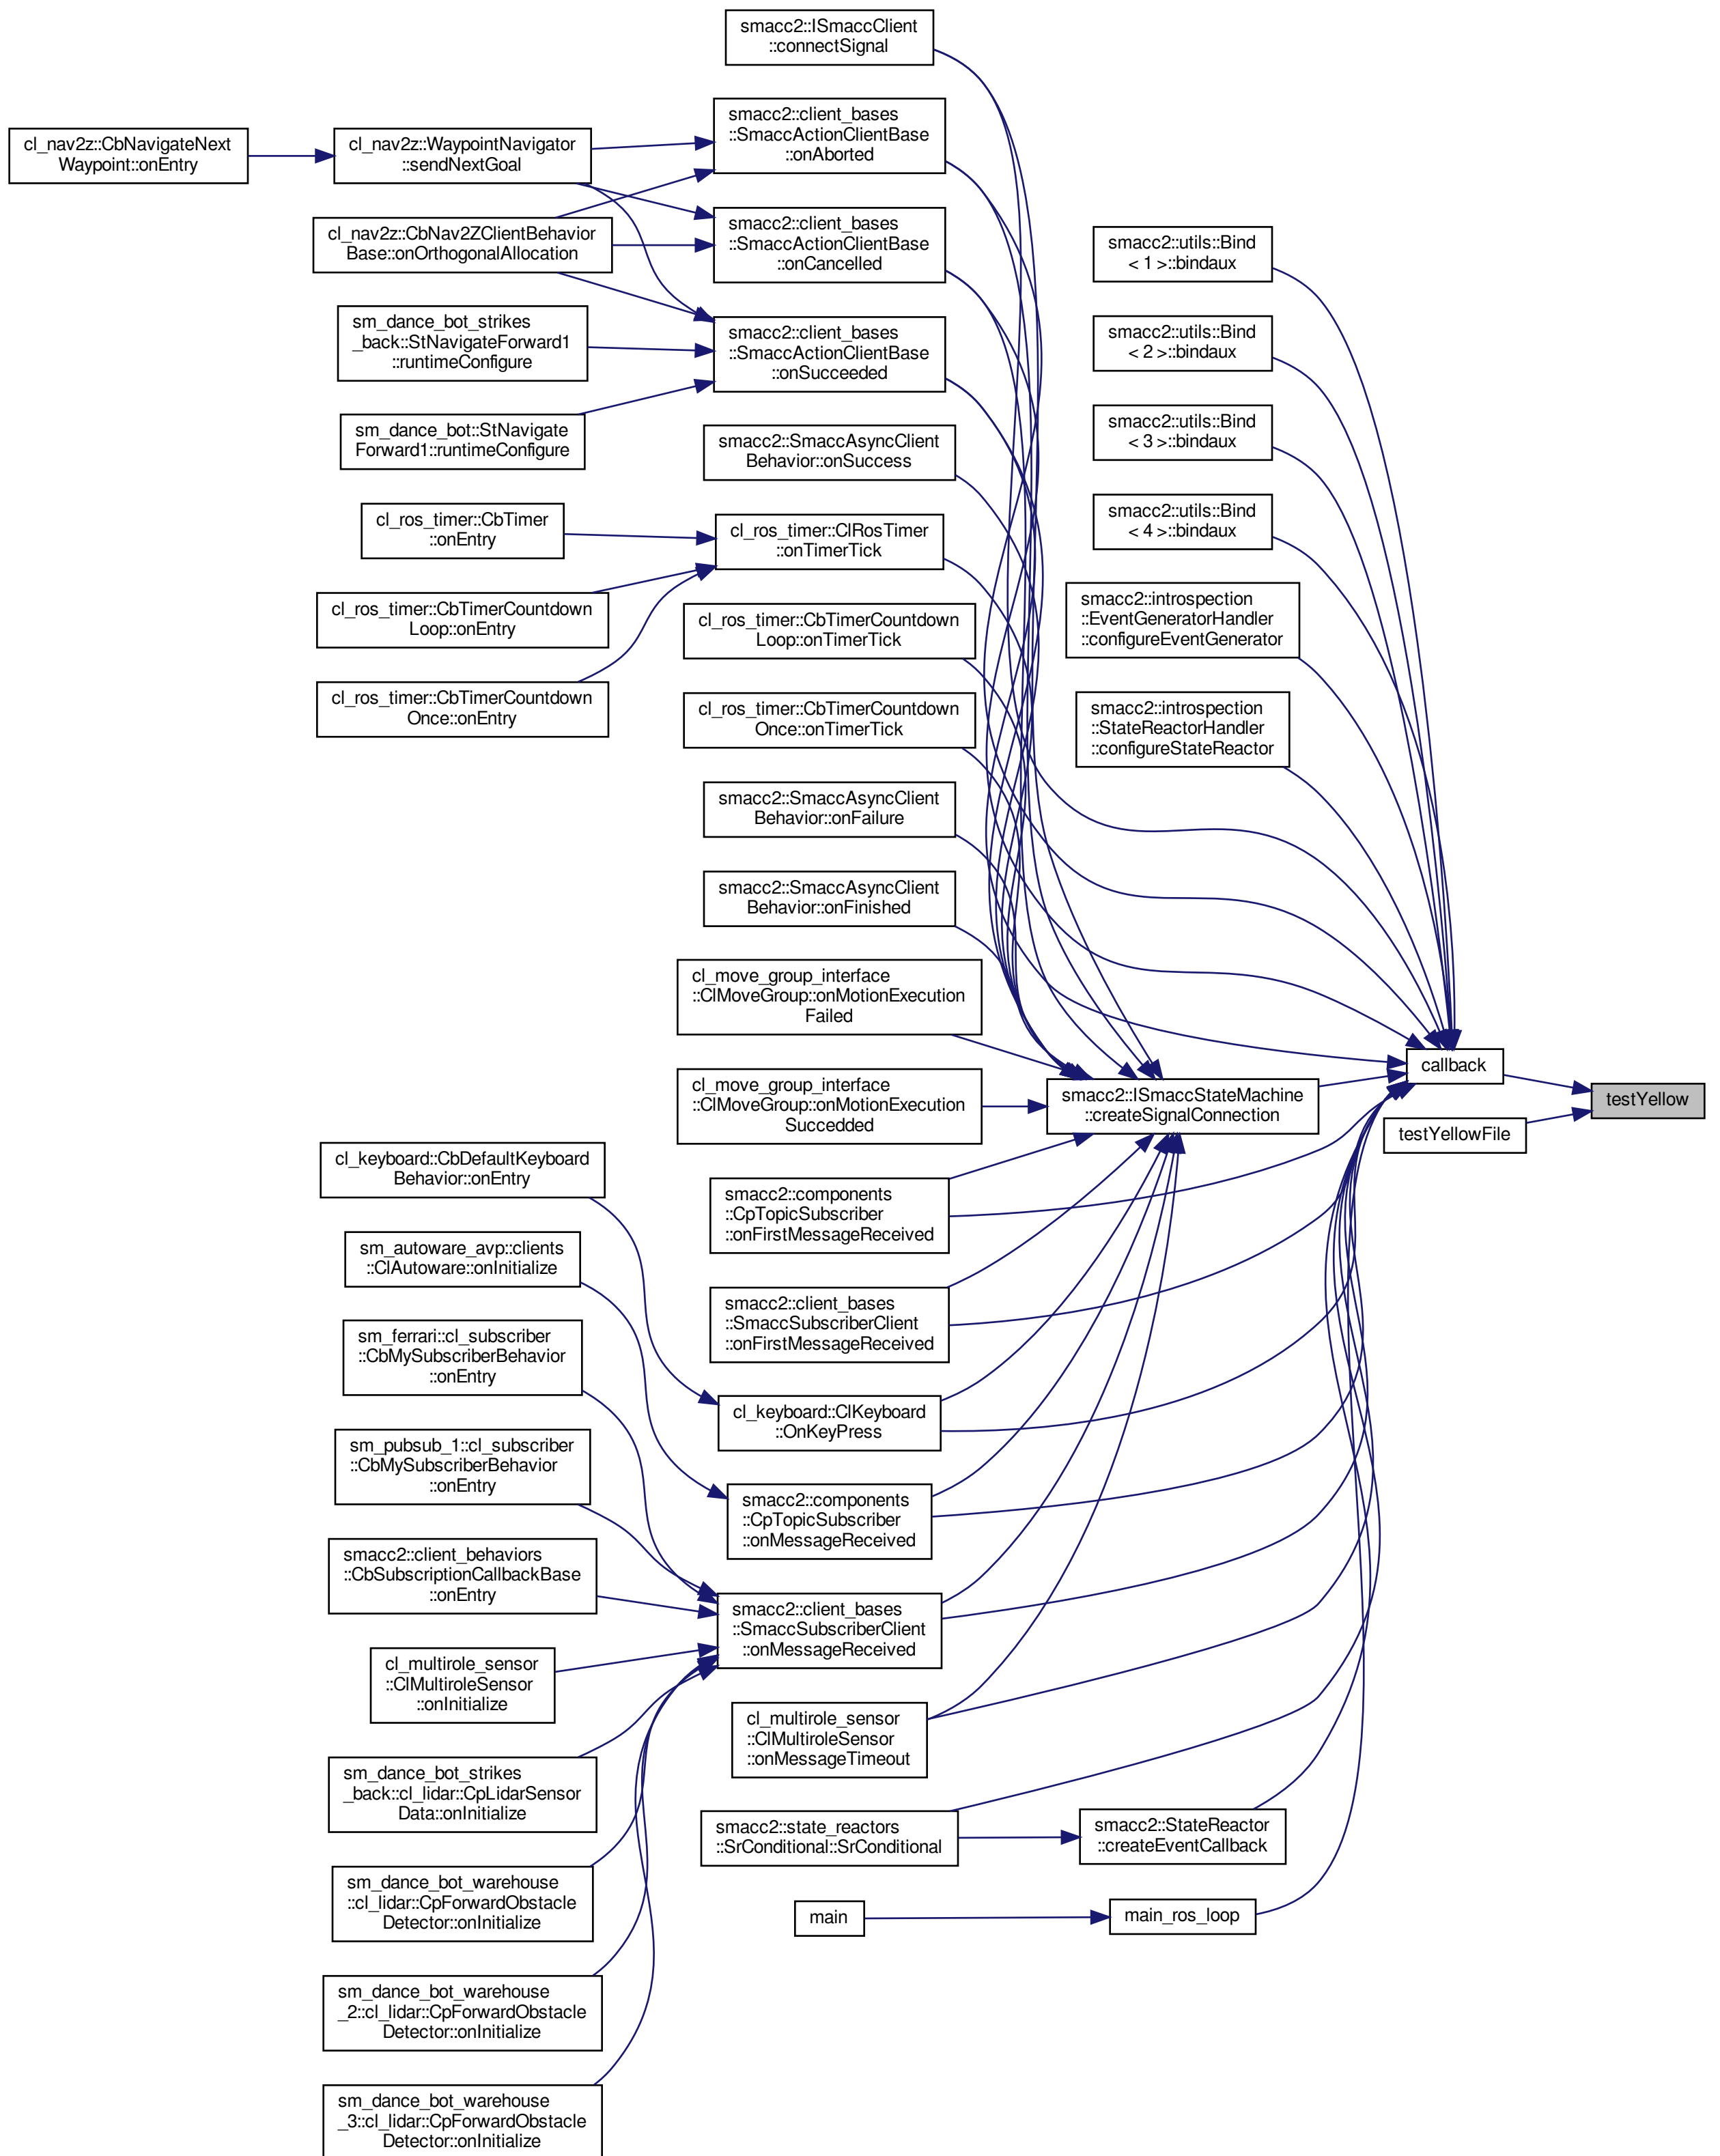 smacc2::ISmaccClient
::connectSignal
smacc2::client_bases
::SmaccActionClientBase
::onAborted
cl_nav2z::CbNavigateNext
Waypoint::onEntry
cl_nav2z::WaypointNavigator
::sendNextGoal
cl_nav2z::CbNav2ZClientBehavior
Base::onOrthogonalAllocation
smacc2::client_bases
::SmaccActionClientBase
::onCancelled
sm_dance_bot_strikes
_back::StNavigateForward1
::runtimeConfigure
smacc2::client_bases
::SmaccActionClientBase
::onSucceeded
sm_dance_bot::StNavigate
Forward1::runtimeConfigure
smacc2::SmaccAsyncClient
Behavior::onSuccess
cl_ros_timer::CbTimer
::onEntry
cl_ros_timer::ClRosTimer
::onTimerTick
cl_ros_timer::CbTimerCountdown
Loop::onEntry
cl_ros_timer::CbTimerCountdown
Loop::onTimerTick
cl_ros_timer::CbTimerCountdown
Once::onEntry
cl_ros_timer::CbTimerCountdown
Once::onTimerTick
smacc2::SmaccAsyncClient
Behavior::onFailure
smacc2::SmaccAsyncClient
Behavior::onFinished
cl_move_group_interface
::ClMoveGroup::onMotionExecution
Failed
cl_move_group_interface
::ClMoveGroup::onMotionExecution
Succedded
smacc2::utils::Bind
< 1 >::bindaux
smacc2::utils::Bind
< 2 >::bindaux
smacc2::utils::Bind
< 3 >::bindaux
smacc2::utils::Bind
< 4 >::bindaux
smacc2::introspection
::EventGeneratorHandler
::configureEventGenerator
smacc2::introspection
::StateReactorHandler
::configureStateReactor
callback
testYellow
testYellowFile
smacc2::ISmaccStateMachine
::createSignalConnection
cl_keyboard::CbDefaultKeyboard
Behavior::onEntry
smacc2::components
::CpTopicSubscriber
::onFirstMessageReceived
sm_autoware_avp::clients
::ClAutoware::onInitialize
smacc2::client_bases
::SmaccSubscriberClient
::onFirstMessageReceived
sm_ferrari::cl_subscriber
::CbMySubscriberBehavior
::onEntry
cl_keyboard::ClKeyboard
::OnKeyPress
sm_pubsub_1::cl_subscriber
::CbMySubscriberBehavior
::onEntry
smacc2::components
::CpTopicSubscriber
::onMessageReceived
smacc2::client_behaviors
::CbSubscriptionCallbackBase
::onEntry
smacc2::client_bases
::SmaccSubscriberClient
::onMessageReceived
cl_multirole_sensor
::ClMultiroleSensor
::onInitialize
cl_multirole_sensor
::ClMultiroleSensor
::onMessageTimeout
sm_dance_bot_strikes
_back::cl_lidar::CpLidarSensor
Data::onInitialize
smacc2::state_reactors
::SrConditional::SrConditional
smacc2::StateReactor
::createEventCallback
sm_dance_bot_warehouse
::cl_lidar::CpForwardObstacle
Detector::onInitialize
main
main_ros_loop
sm_dance_bot_warehouse
_2::cl_lidar::CpForwardObstacle
Detector::onInitialize
sm_dance_bot_warehouse
_3::cl_lidar::CpForwardObstacle
Detector::onInitialize